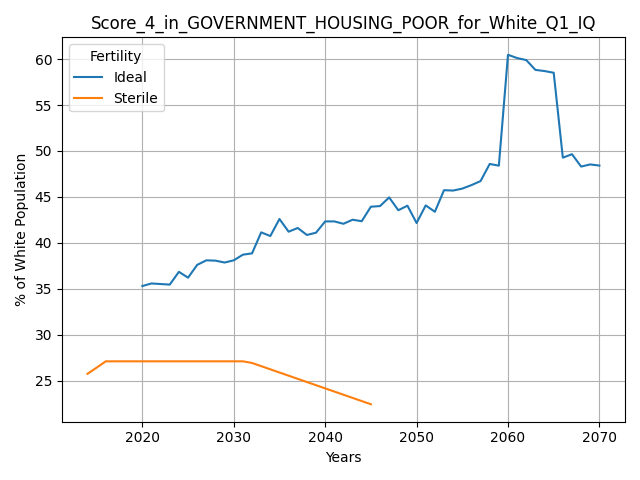 Score_4_in_GOVERNMENT_HOUSING_POOR_for_White_Q1_IQ
Fertility
Ideal
Sterile
% of White Population
60
55
50
45
40
35
30
25
2020 2030 2040 2050 2060 2070
Years